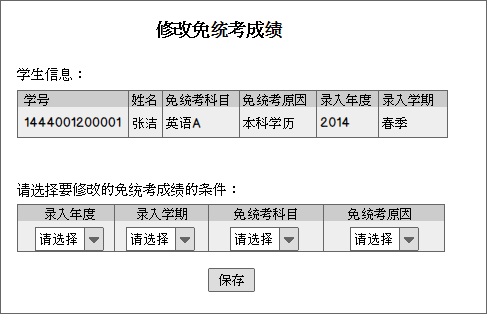 修改免统考成绩
学生信息：
学号 姓名 免统考科目 免统考原因 录入年度 录入学期
1444001200001 张洁 英语A 本科学历 2014 春季
请选择要修改的免统考成绩的条件：
录入年度 录入学期 免统考科目 免统考原因
请选择 请选择 请选择 请选择
保存